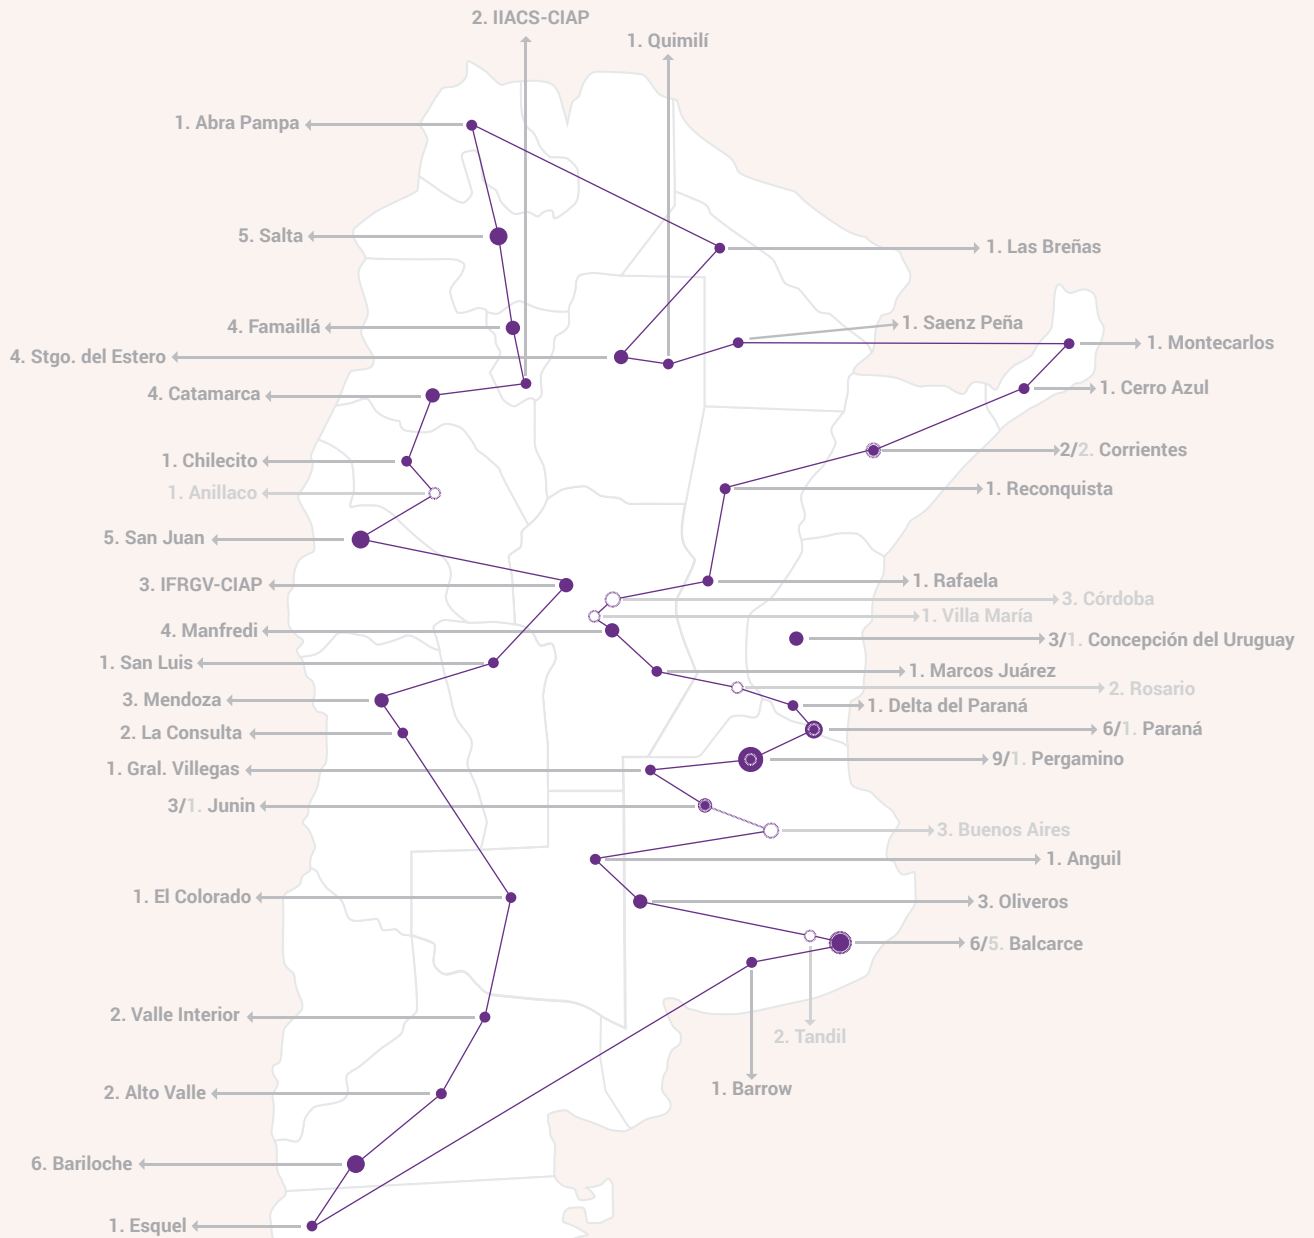 2. IIACS-CIAP
1. Quimilí
1. Abra Pampa
5. Salta
1. Las Breñas
4. Famaillá
1. Saenz Peña
4. Stgo. del Estero
1. Montecarlos
4. Catamarca
1. Cerro Azul
1. Chilecito
2/2. Corrientes
1. Anillaco
1. Reconquista
5. San Juan
3. IFRGV-CIAP
1. Rafaela
3. Córdoba
1. Villa María
4. Manfredi
3/1. Concepción del Uruguay
1. San Luis
1. Marcos Juárez
2. Rosario
3. Mendoza
1. Delta del Paraná
2. La Consulta
6/1. Paraná
1. Gral. Villegas
9/1. Pergamino
3/1. Junin
3. Buenos Aires
1. Anguil
1. El Colorado
3. Oliveros
6/5. Balcarce
2. Valle Interior
2. Tandil
2. Alto Valle
1. Barrow
6. Bariloche
1. Esquel